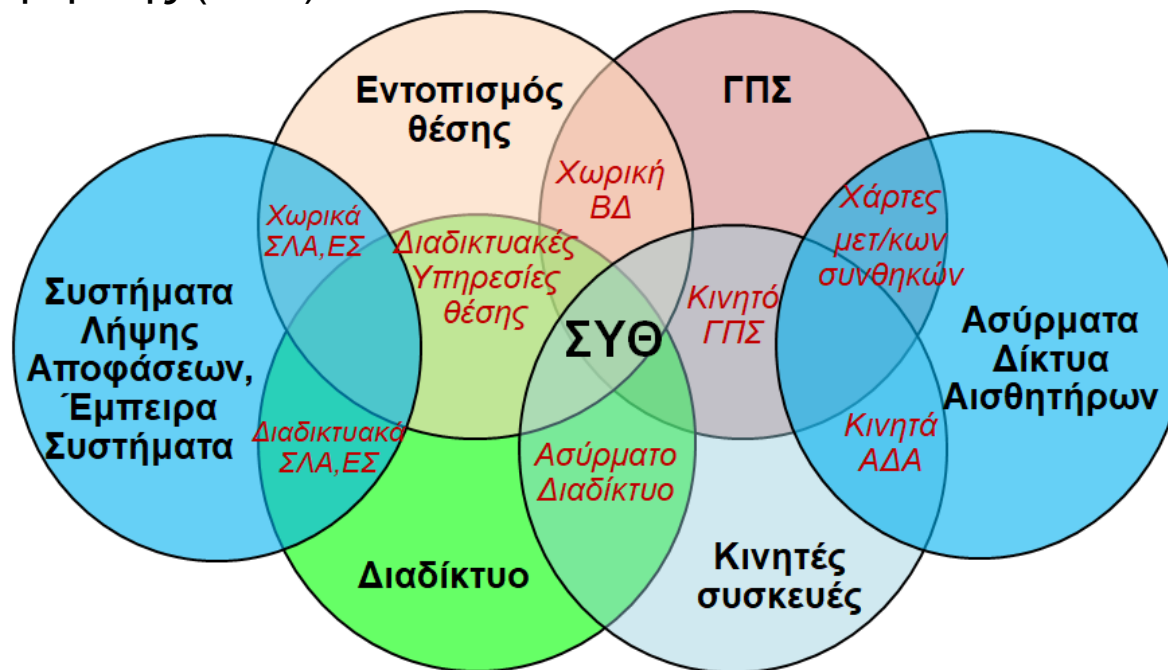 Εντοπισμός
θέσης
ΓΠΣ
Χωρική
ΒΔ
Χάρτες
μετ/κων
συνθηκών
Χωρικά
ΣΛΑ,ΕΣ
Διαδικτυακές
Υπηρεσίες
θέσης
Συστήματα
Λήψης
Αποφάσεων,
Έμπειρα
Συστήματα
ΣΥΘ
Κινητό
ΓΠΣ
Ασύρματα
Δίκτυα
Αισθητήρων
Διαδικτυακά
ΣΛΑ,ΕΣ
Ασύρματο
Διαδίκτυο
Κινητά
ΑΔΑ
Διαδίκτυο
Κινητές
συσκευές